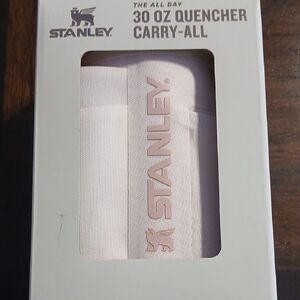 THE ALL DAY
30 OZ QUENCHER
CARRY-ALL
STANLEY
STANLEY